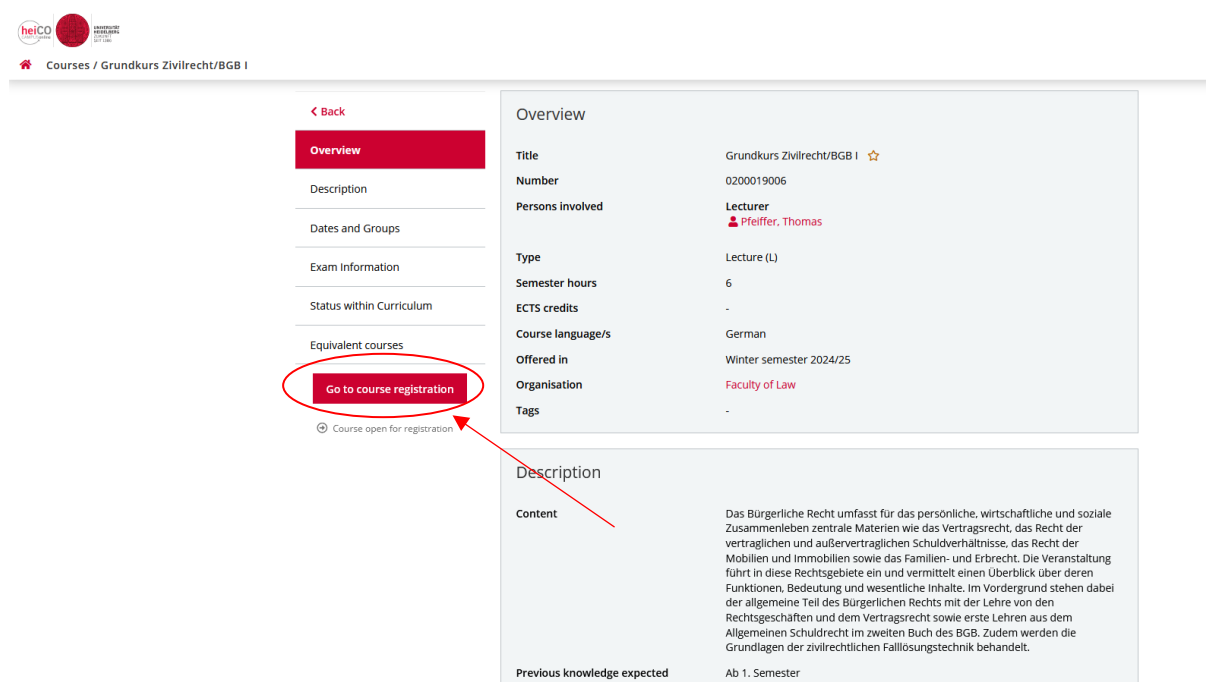 heiCO
UNIVERSITÄT
HEIDELBERG
ZUKUNFT
SEIT 1386
Courses / Grundkurs Zivilrecht/BGB I
Back
Overview
Description
Dates and Groups
Exam Information
Status within Curriculum
Equivalent courses
Go to course registration
Course open for registration
Overview
Title Grundkurs Zivilrecht/BGB I
Number 0200019006
Persons involved Lecturer
Pfeiffer, Thomas
Type Lecture (L)
Semester hours 6
ECTS credits -
Course language/s German
Offered in Winter semester 2024/25
Organisation Faculty of Law
Tags -
Description
Content Das Bürgerliche Recht umfasst für das persönliche, wirtschaftliche und soziale
Zusammenleben zentrale Materien wie das Vertragsrecht, das Recht der
vertraglichen und außervertraglichen Schuldverhältnisse, das Recht der
Mobilien und Immobilien sowie das Familien- und Erbrecht. Die Veranstaltung
führt in diese Rechtsgebiete ein und vermittelt einen Überblick über deren
Funktionen, Bedeutung und wesentliche Inhalte. Im Vordergrund stehen dabei
der allgemeine Teil des Bürgerlichen Rechts mit der Lehre von den
Rechtsgeschäften und dem Vertragsrecht sowie erste Lehren aus dem
Allgemeinen Schuldrecht im zweiten Buch des BGB. Zudem werden die
Grundlagen der zivilrechtlichen Falllösungstechnik behandelt.
Previous knowledge expected Ab 1. Semester